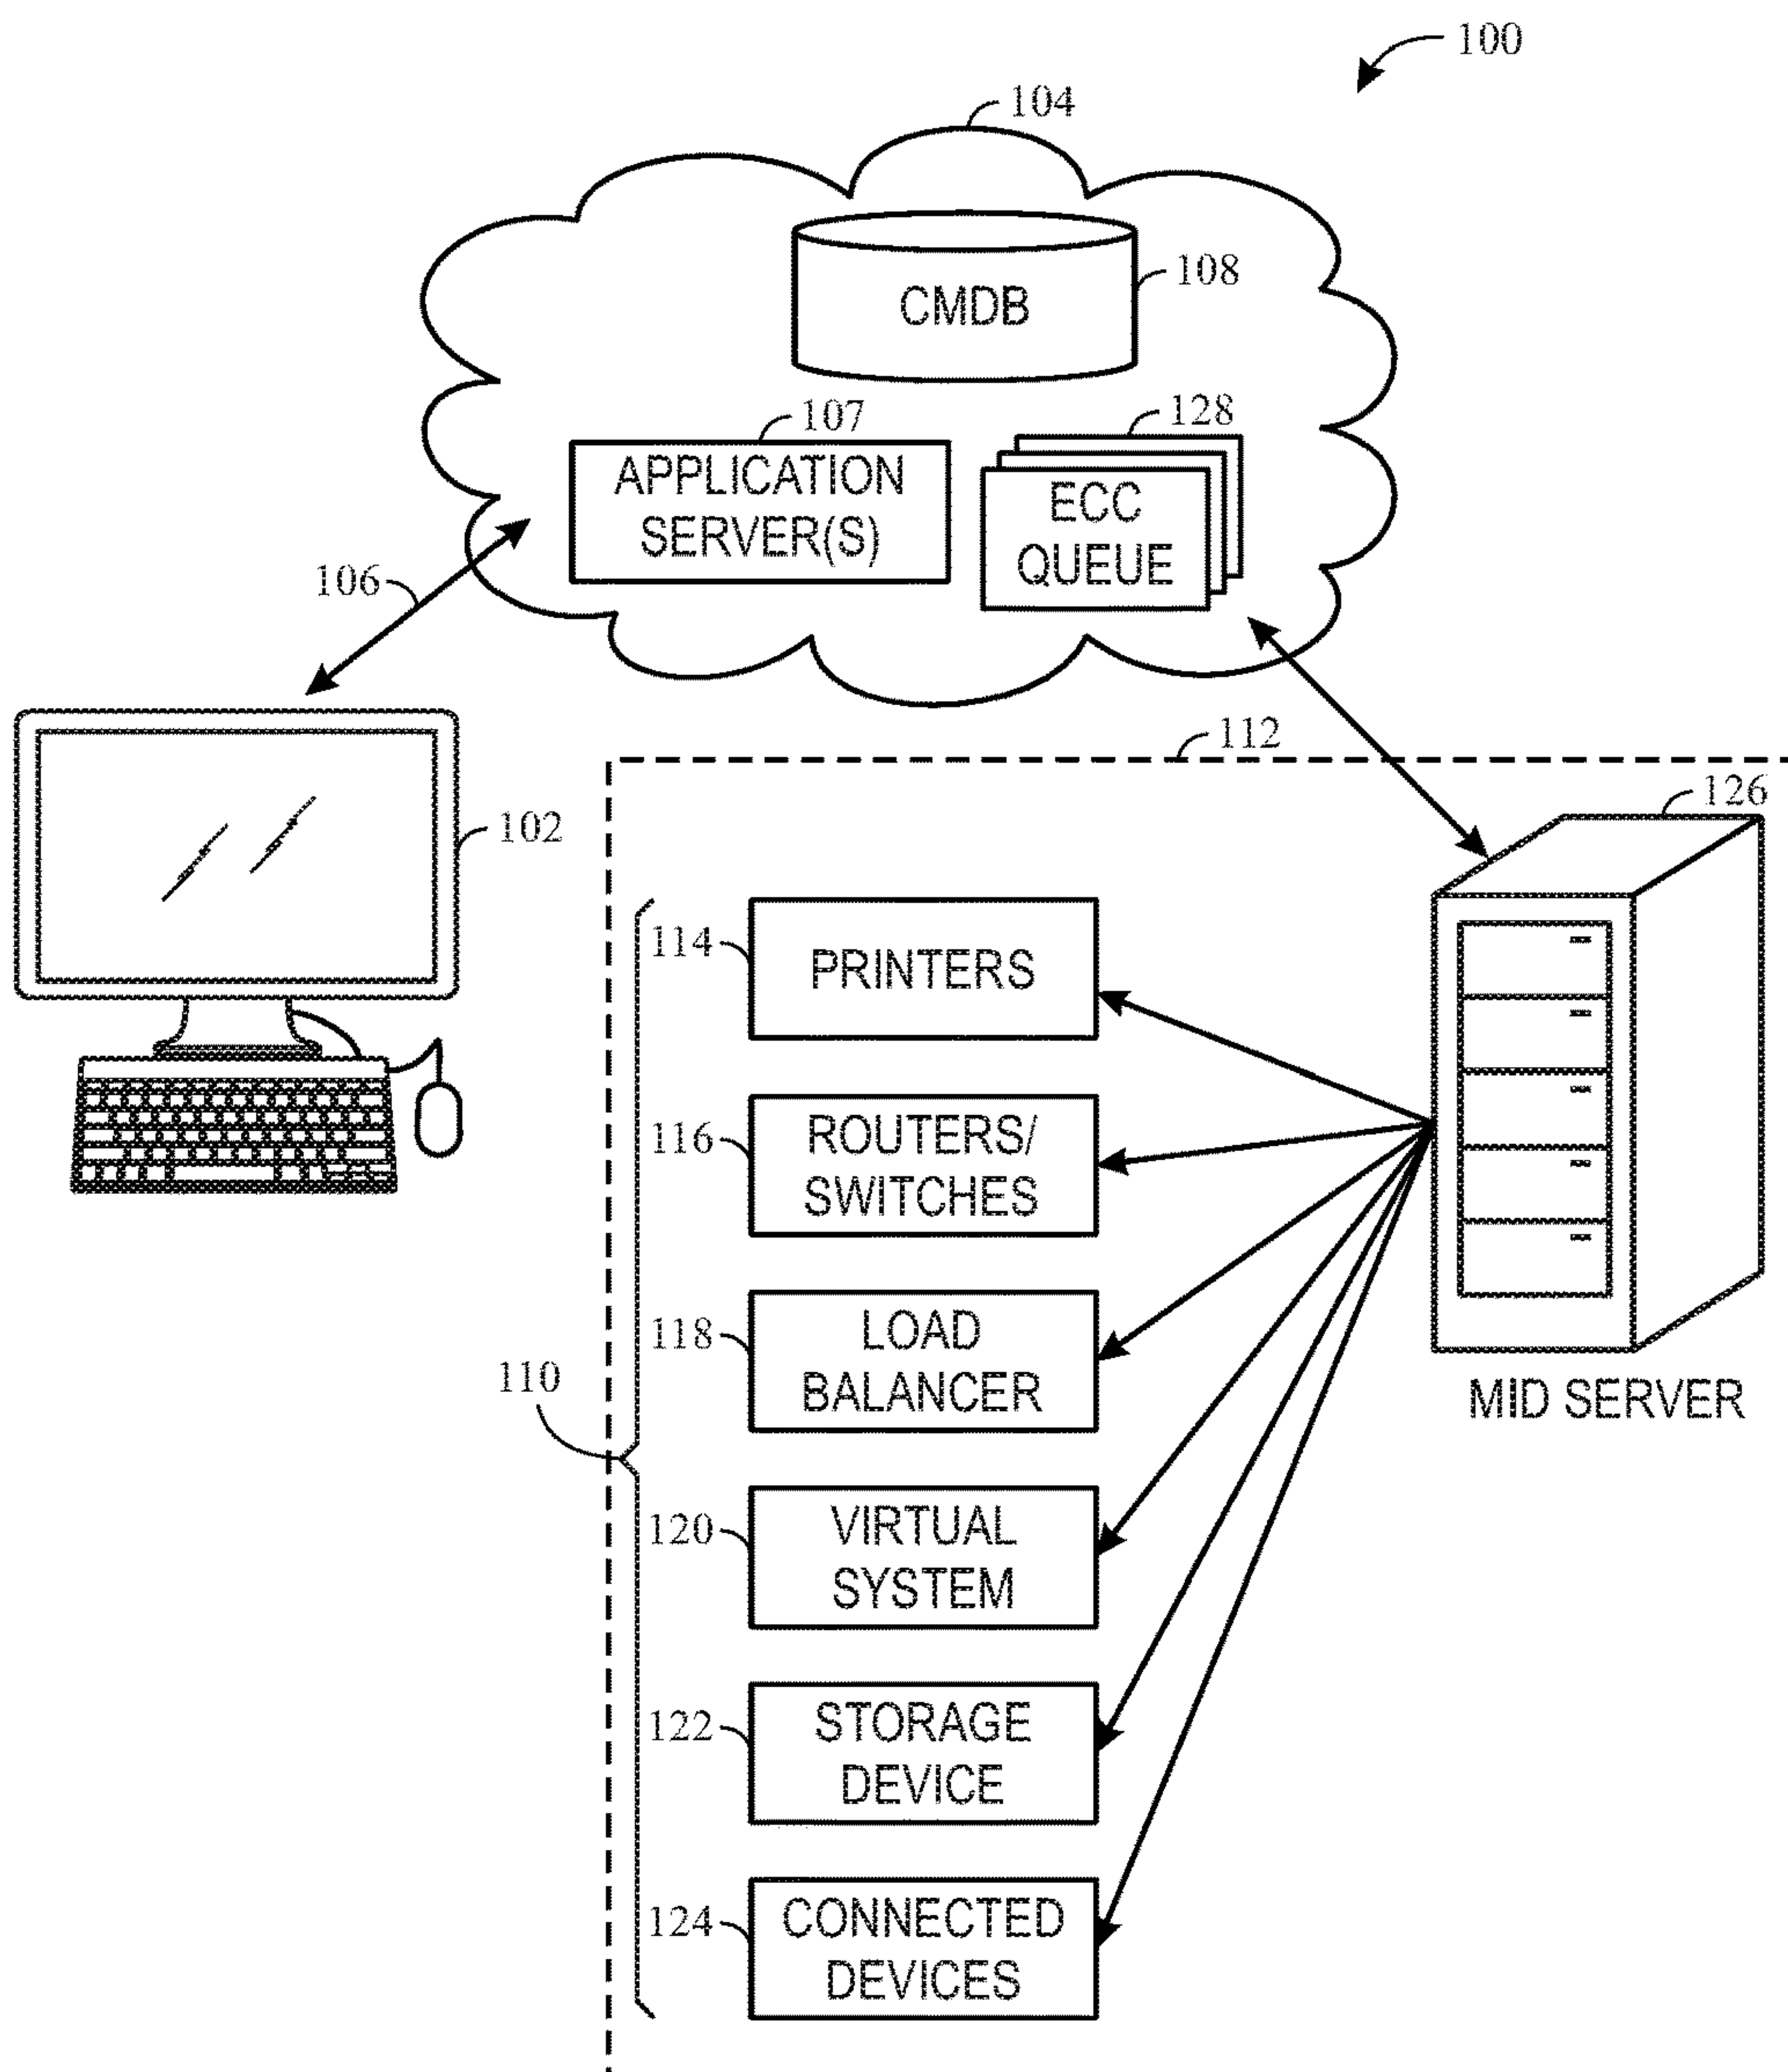 100
104
CMDB
108
107
128
APPLICATION
SERVER(S)
ECC
QUEUE
106
112
126
102
114
PRINTERS
116
ROUTERS/
SWITCHES
118
LOAD
BALANCER
110
MID SERVER
120
VIRTUAL
SYSTEM
122
STORAGE
DEVICE
124
CONNECTED
DEVICES